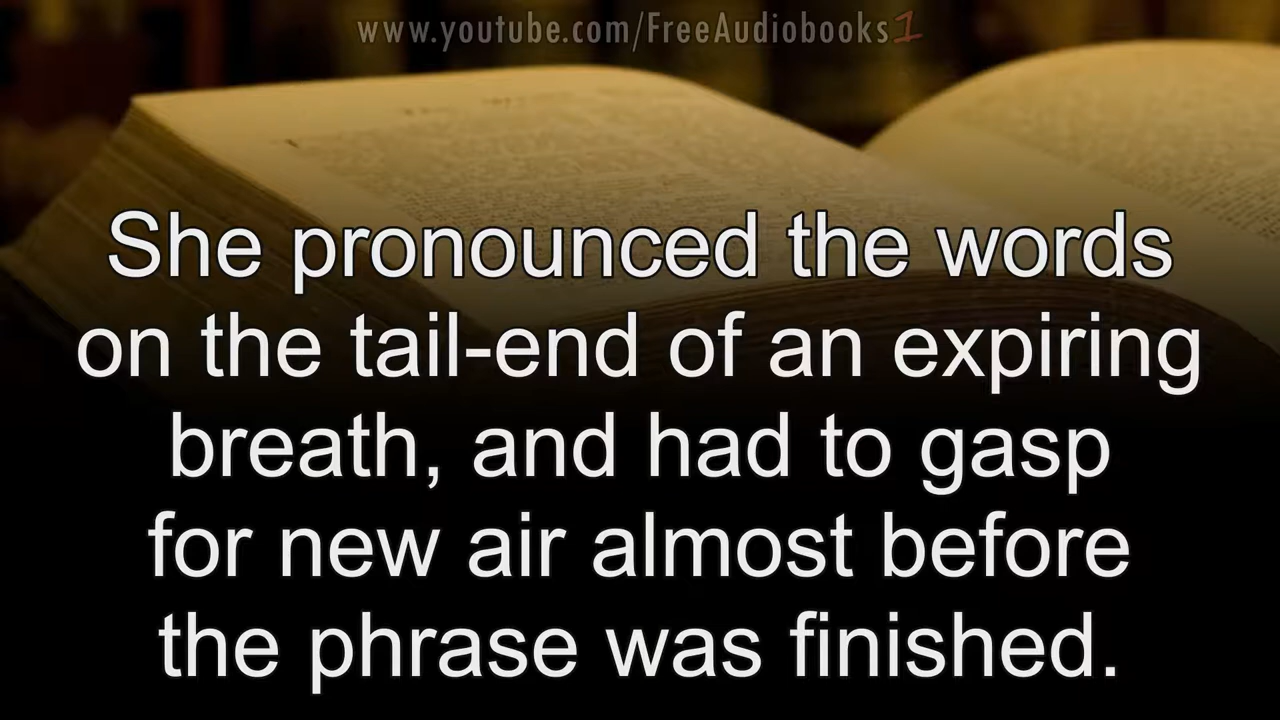 www.youtube.com/FreeAudiobooks1
She pronounced the words
on the tail-end of an expiring
breath, and had to gasp
for new air almost before
the phrase was finished.